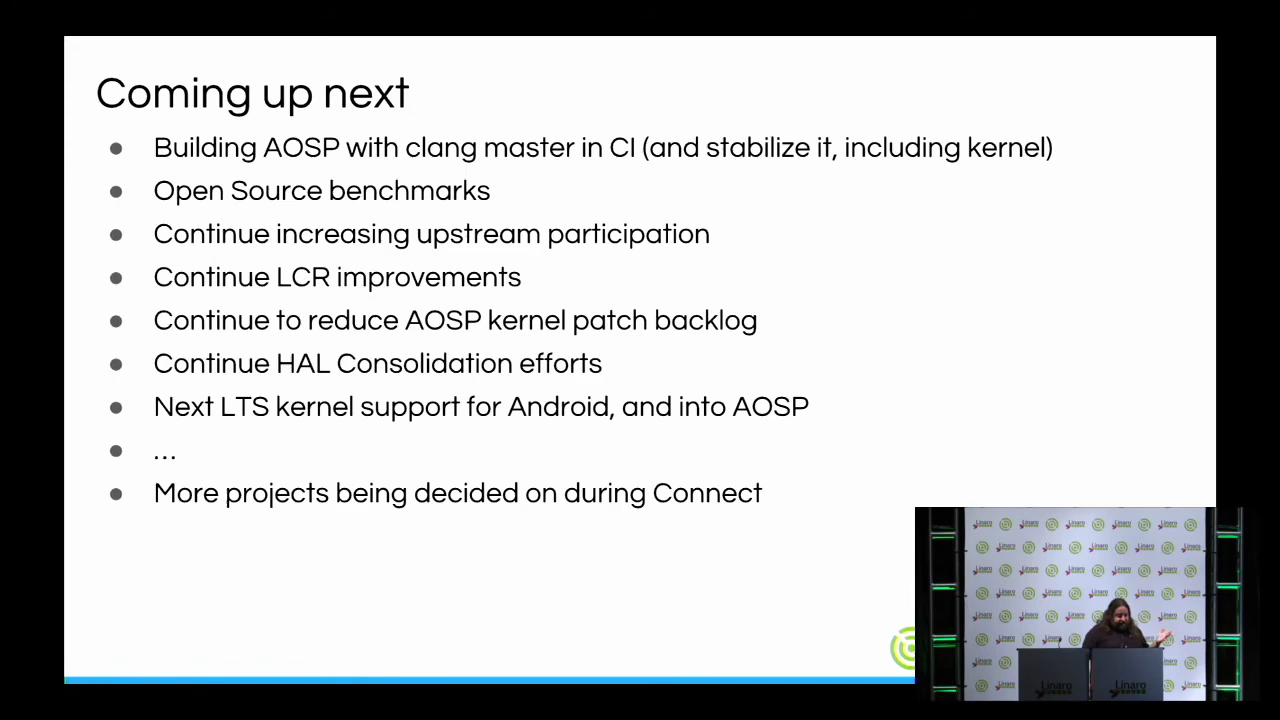 Coming up next
● Building AOSP with clang master in CI (and stabilize it, including kernel)
● Open Source benchmarks
● Continue increasing upstream participation
● Continue LCR improvements
● Continue to reduce AOSP kernel patch backlog
● Continue HAL Consolidation efforts
● Next LTS kernel support for Android, and into AOSP
● ...
● More projects being decided on during Connect
Linaro
Linaro